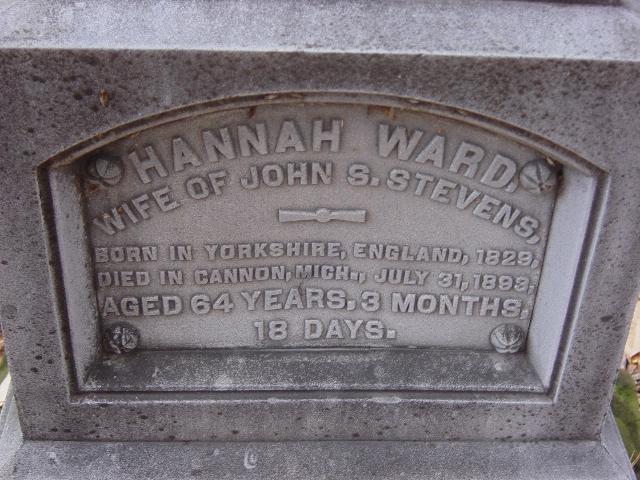 HANNAH WARD,
WIFE OF JOHN S. STEVENS,
BORN IN YORKSHIRE, ENGLAND, 1829,
DIED IN CANNON, MICH., JULY 31, 1893,
AGED 64 YEARS, 3 MONTHS,
18 DAYS.